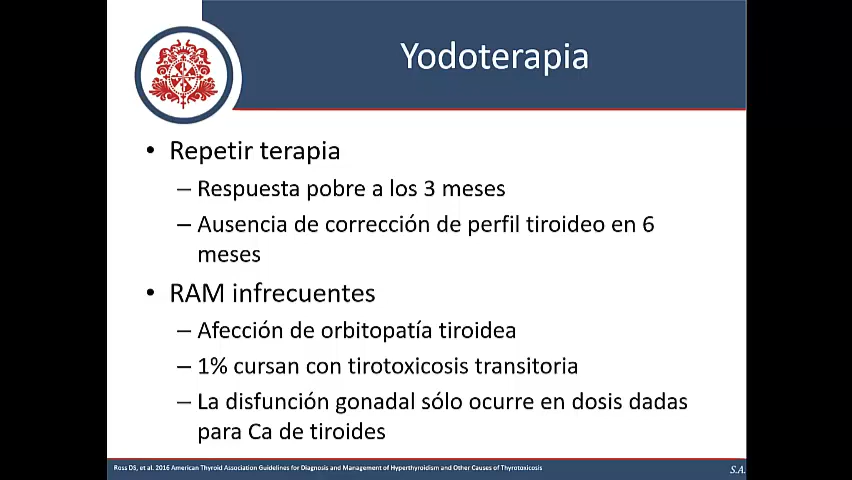 Yodoterapia
• Repetir terapia
– Respuesta pobre a los 3 meses
– Ausencia de corrección de perfil tiroideo en 6
meses
• RAM infrecuentes
– Afección de orbitopatía tiroidea
– 1% cursan con tirotoxicosis transitoria
– La disfunción gonadal sólo ocurre en dosis dadas
para Ca de tiroides
Ross DS, et al. 2016 American Thyroid Association Guidelines for Diagnosis and Management of Hyperthyroidism and Other Causes of Thyrotoxicosis
S.A.